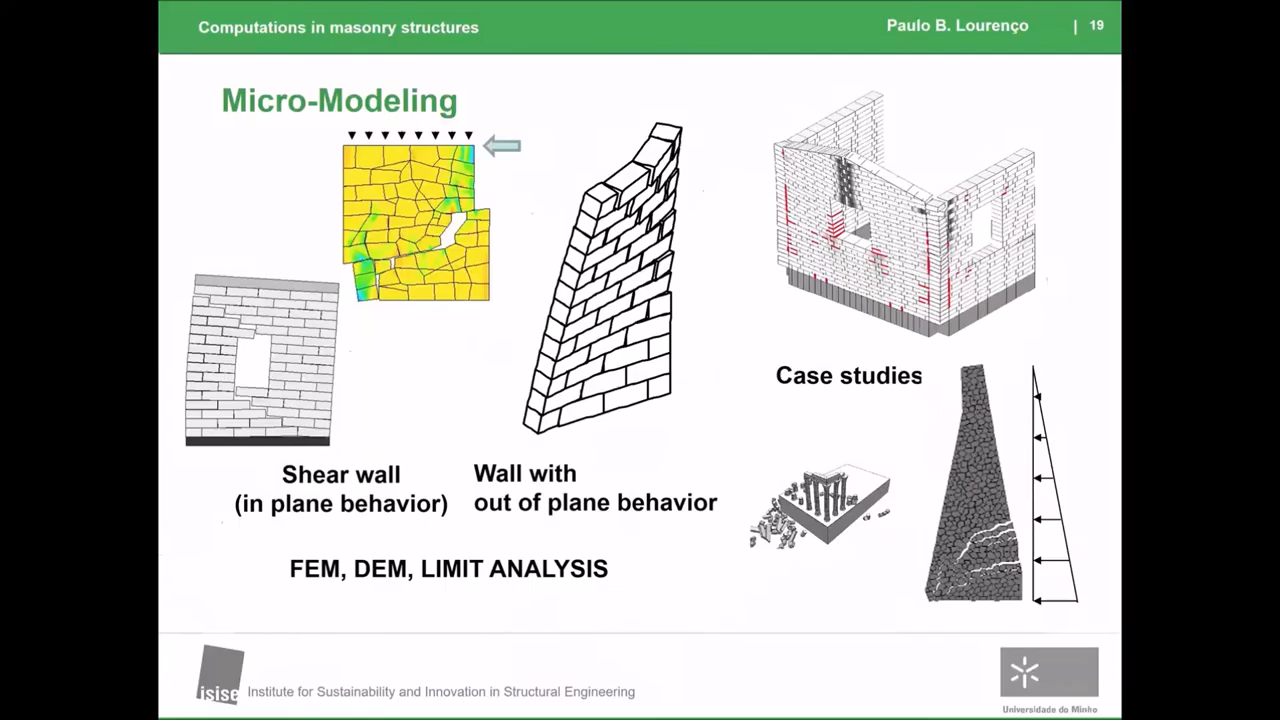 Computations in masonry structures
Paulo B. Lourenço | 19
Micro-Modeling
Case studies
Shear wall
(in plane behavior)
Wall with
out of plane behavior
FEM, DEM, LIMIT ANALYSIS
isise
Institute for Sustainability and Innovation in Structural Engineering
Universidade do Minho